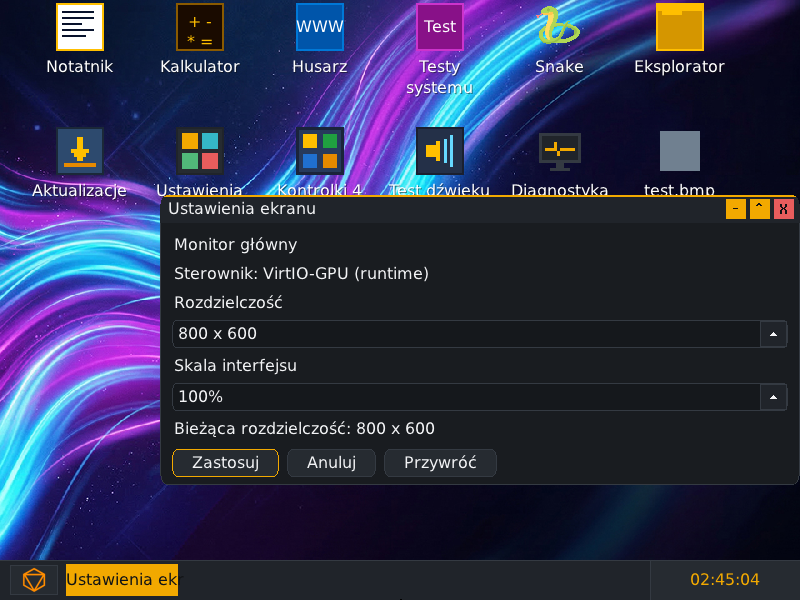 + -
* =
WWW
Test
Notatnik
Kalkulator
Husarz
Testy
systemu
Snake
Eksplorator
Aktualizacje
Ustawienia
Kontrolki 4
Test dźwięku
Diagnostyka
test.bmp
Ustawienia ekranu
- ^ X
Monitor główny
Sterownik: VirtIO-GPU (runtime)
Rozdzielczość
800 x 600
Skala interfejsu
100%
Bieżąca rozdzielczość: 800 x 600
Zastosuj
Anuluj
Przywróć
Ustawienia ekr
02:45:04